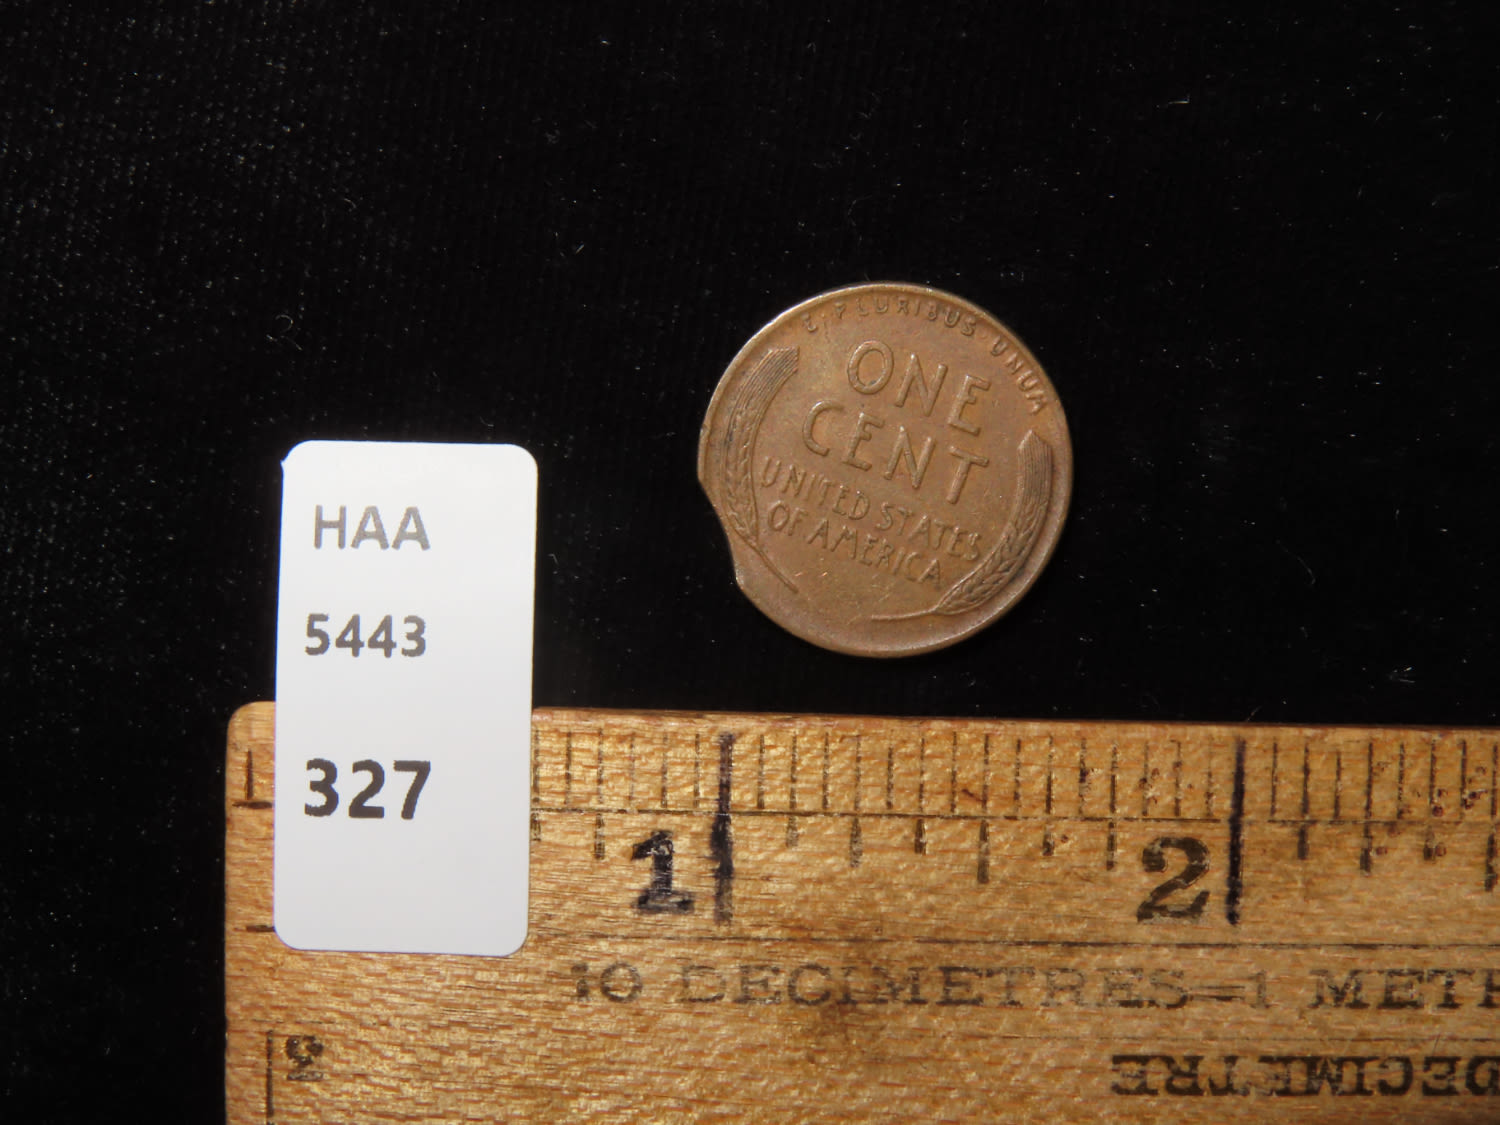 HAA
5443
327
E·PLURIBUS·UNUM
ONE
CENT
UNITED STATES
OF AMERICA
1
2
10 DECIMETRES=1 METR
DECIMETRE